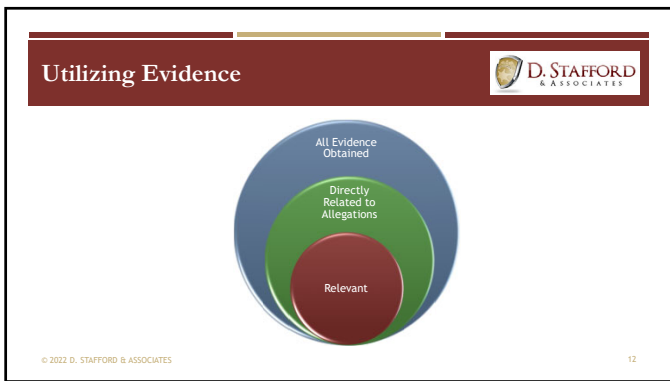 Utilizing Evidence
D. STAFFORD
& ASSOCIATES
All Evidence
Obtained
Directly
Related to
Allegations
Relevant
© 2022 D. STAFFORD & ASSOCIATES
12